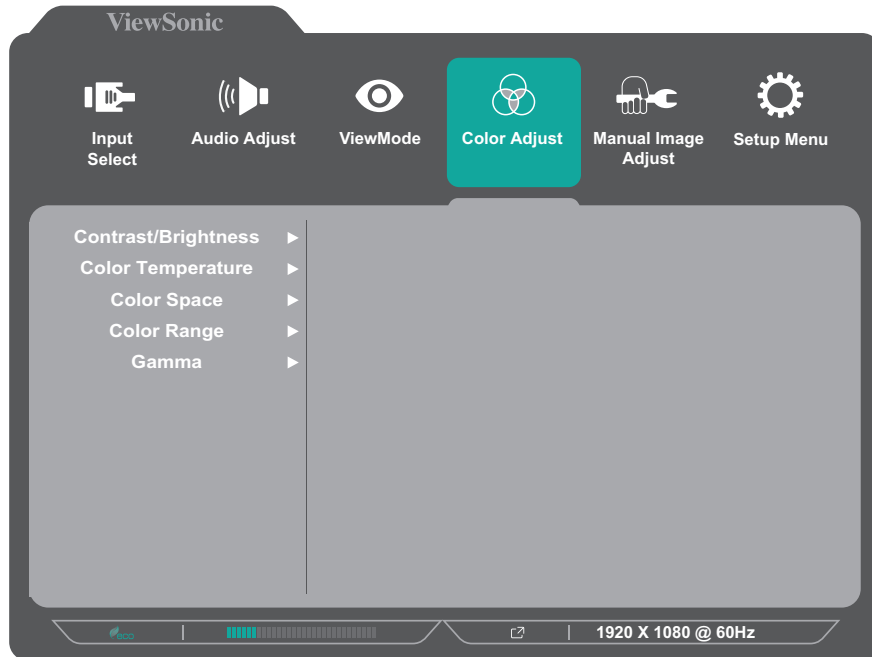 ViewSonic
Input
Select
Audio Adjust
ViewMode
Color Adjust
Manual Image
Adjust
Setup Menu
Contrast/Brightness
Color Temperature
Color Space
Color Range
Gamma
eco
1920 X 1080 @ 60Hz